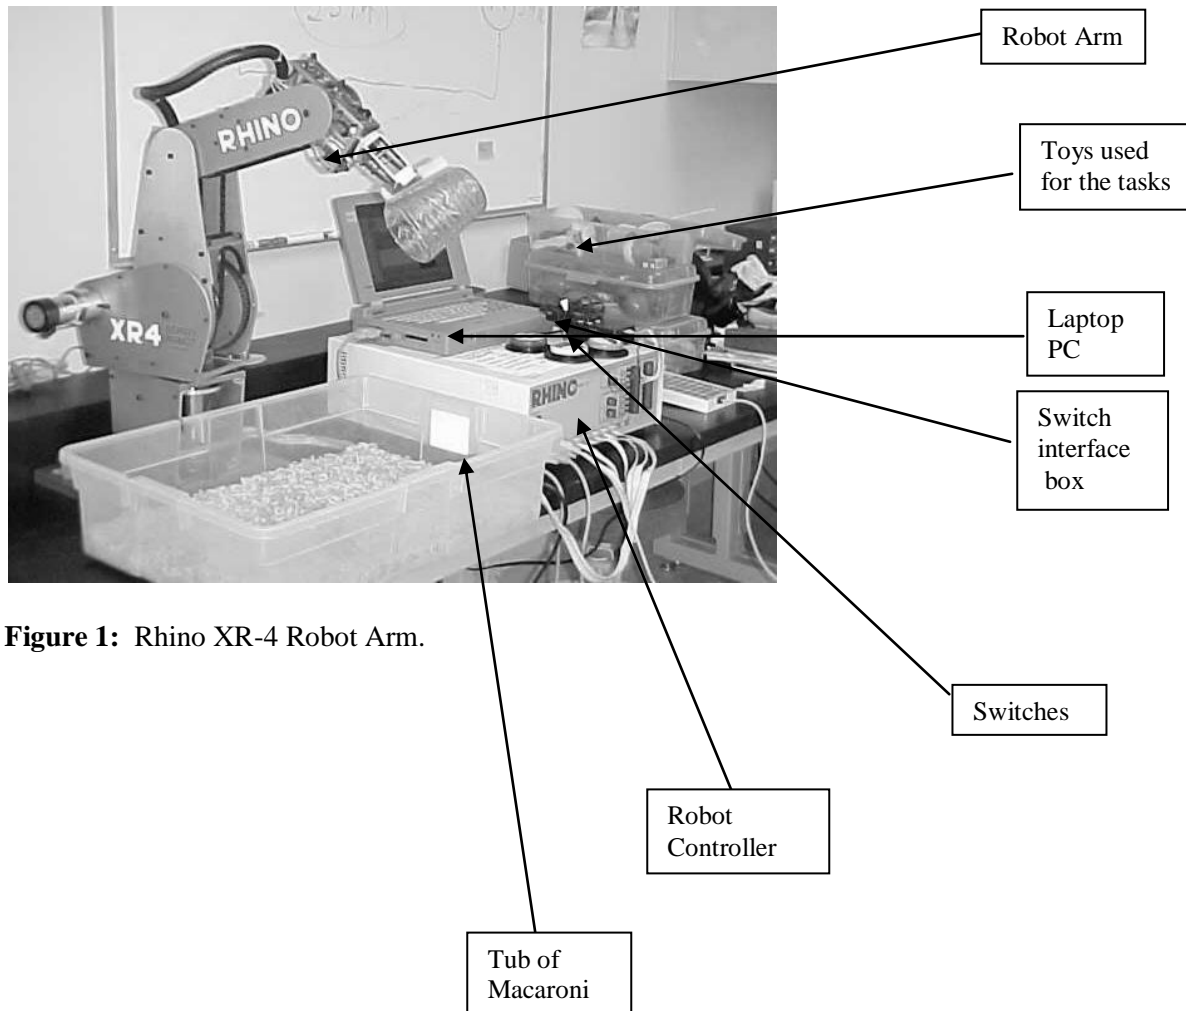 RHINO
XR4
RHINO
Robot Arm
Toys used
for the tasks
Laptop
PC
Switch
interface
box
Switches
Robot
Controller
Tub of
Macaroni
Figure 1: Rhino XR-4 Robot Arm.